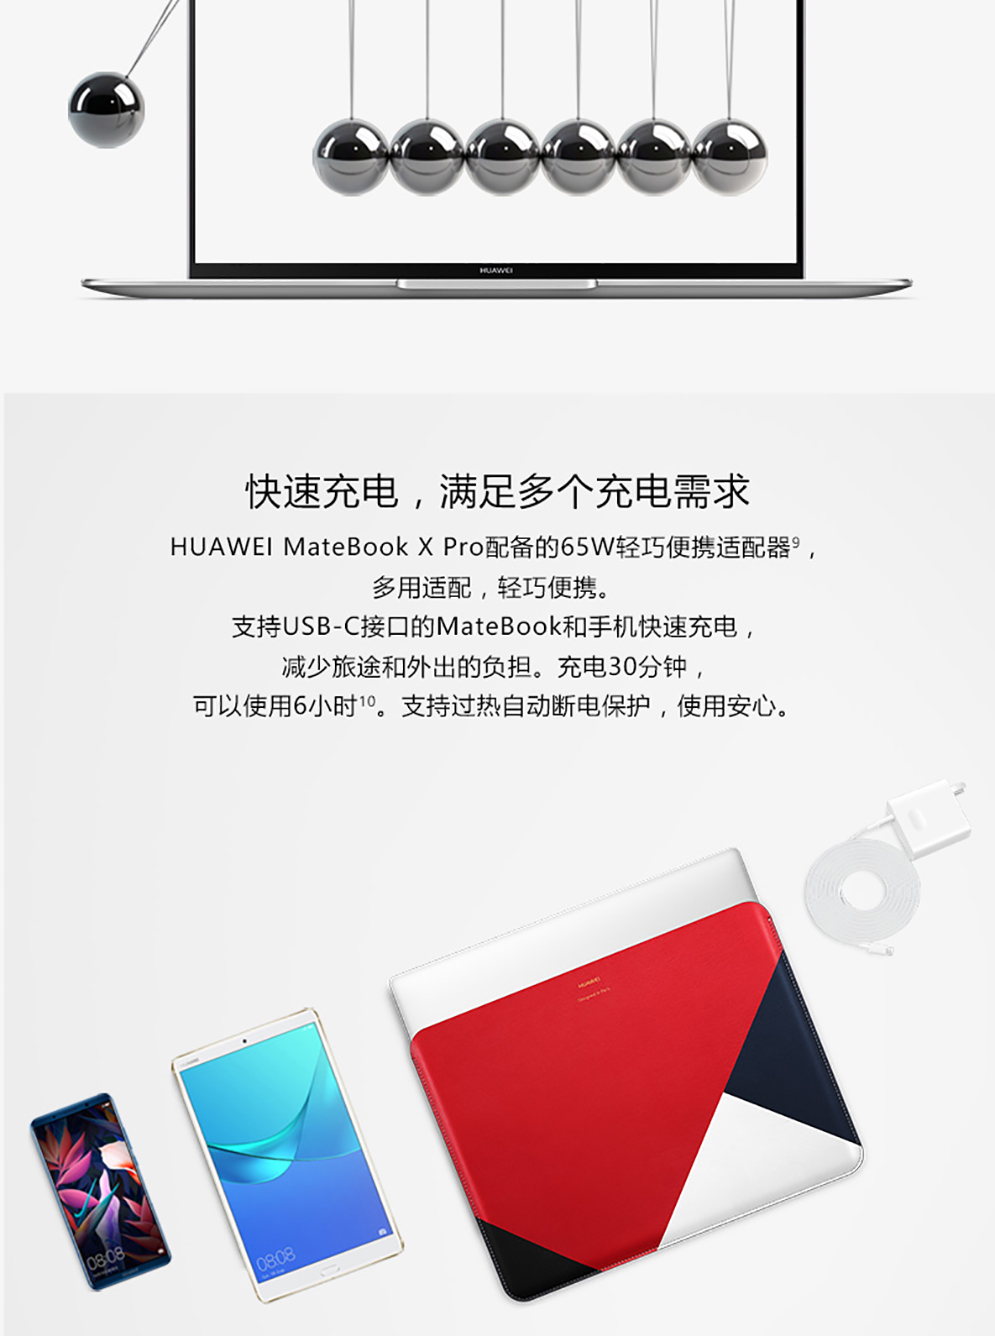 HUAWEI
快速充电，满足多个充电需求
HUAWEI MateBook X Pro配备的65W轻巧便携适配器9，
多用适配，轻巧便携。
支持USB-C接口的MateBook和手机快速充电，
减少旅途和外出的负担。充电30分钟，
可以使用6小时10。支持过热自动断电保护，使用安心。
HUAWEI
Designed in Paris
HUAWEI
08:08
08:08